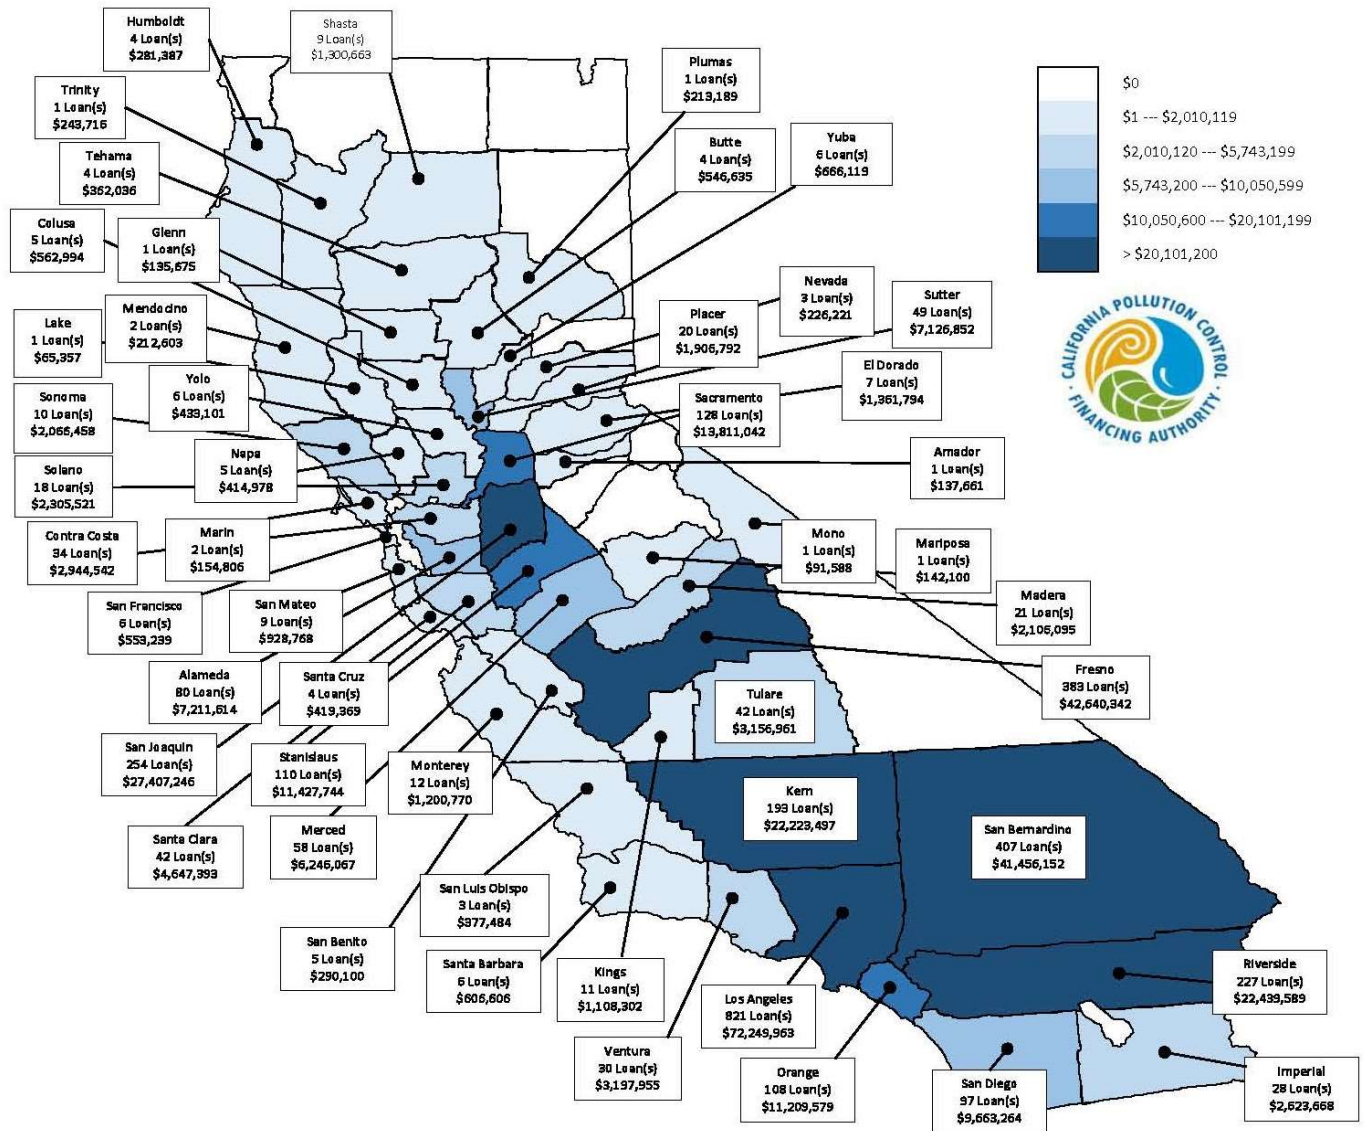 Humboldt
4 Loan(s)
$281,387
Shasta
9 Loan(s)
$1,300,663
Plumas
1 Loan(s)
$213,189
Trinity
1 Loan(s)
$243,716
Butte
4 Loan(s)
$546,635
Yuba
6 Loan(s)
$666,119
Tehama
4 Loan(s)
$362,036
Colusa
5 Loan(s)
$562,994
Glenn
1 Loan(s)
$135,675
Nevada
3 Loan(s)
$226,221
Sutter
49 Loan(s)
$7,126,852
Mendocino
2 Loan(s)
$212,603
Lake
1 Loan(s)
$65,357
Placer
20 Loan(s)
$1,906,792
El Dorado
7 Loan(s)
$1,361,794
Yolo
6 Loan(s)
$433,101
Sonoma
10 Loan(s)
$2,066,458
Sacramento
128 Loan(s)
$13,811,042
Napa
5 Loan(s)
$414,978
Amador
1 Loan(s)
$137,661
Solano
18 Loan(s)
$2,305,521
Marin
2 Loan(s)
$154,806
Contra Costa
34 Loan(s)
$2,944,542
Mono
1 Loan(s)
$91,588
Mariposa
1 Loan(s)
$142,100
San Francisco
6 Loan(s)
$553,239
San Mateo
9 Loan(s)
$928,768
Madera
21 Loan(s)
$2,106,095
Alameda
80 Loan(s)
$7,211,614
Santa Cruz
4 Loan(s)
$419,369
Fresno
383 Loan(s)
$42,640,342
Tulare
42 Loan(s)
$3,156,961
San Joaquin
254 Loan(s)
$27,407,246
Stanislaus
110 Loan(s)
$11,427,744
Monterey
12 Loan(s)
$1,200,770
Kern
193 Loan(s)
$22,223,497
Santa Clara
42 Loan(s)
$4,647,393
Merced
58 Loan(s)
$6,246,067
San Bernardino
407 Loan(s)
$41,456,152
San Luis Obispo
3 Loan(s)
$377,484
San Benito
5 Loan(s)
$290,100
Santa Barbara
6 Loan(s)
$606,606
Kings
11 Loan(s)
$1,108,302
Los Angeles
821 Loan(s)
$72,249,963
Riverside
227 Loan(s)
$22,439,589
Ventura
30 Loan(s)
$3,197,955
Orange
108 Loan(s)
$11,209,579
San Diego
97 Loan(s)
$9,663,264
Imperial
28 Loan(s)
$2,623,668
$0
$1 --- $2,010,119
$2,010,120 --- $5,743,199
$5,743,200 --- $10,050,599
$10,050,600 --- $20,101,199
> $20,101,200
CALIFORNIA POLLUTION CONTROL
· FINANCING AUTHORITY ·